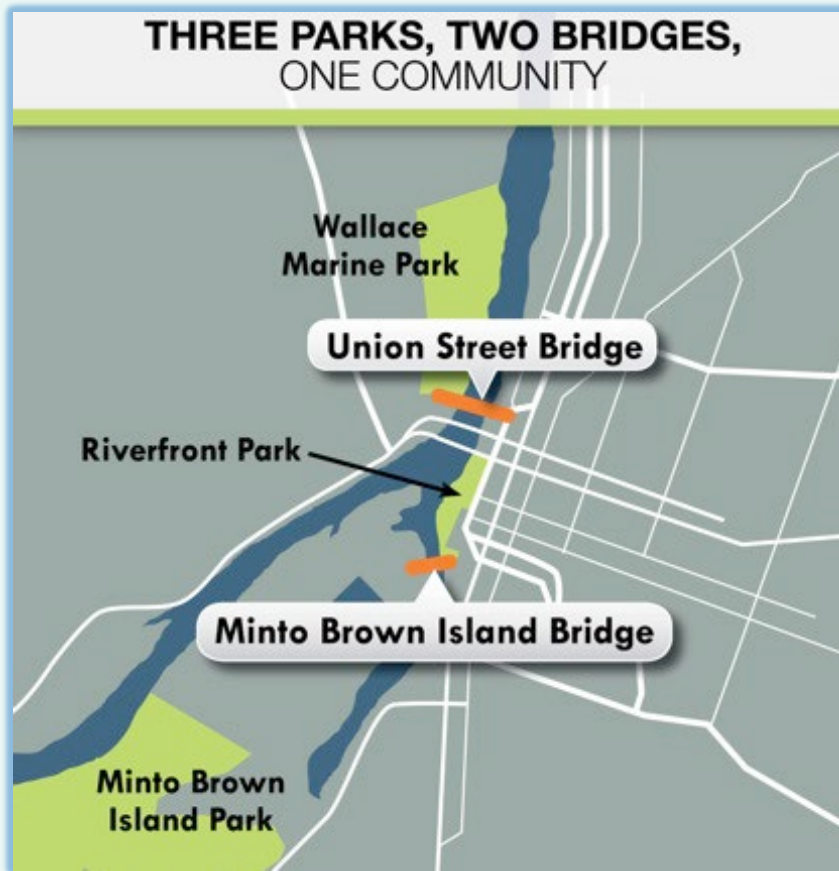 THREE PARKS, TWO BRIDGES,
ONE COMMUNITY
Wallace
Marine Park
Union Street Bridge
Riverfront Park
Minto Brown Island Bridge
Minto Brown
Island Park